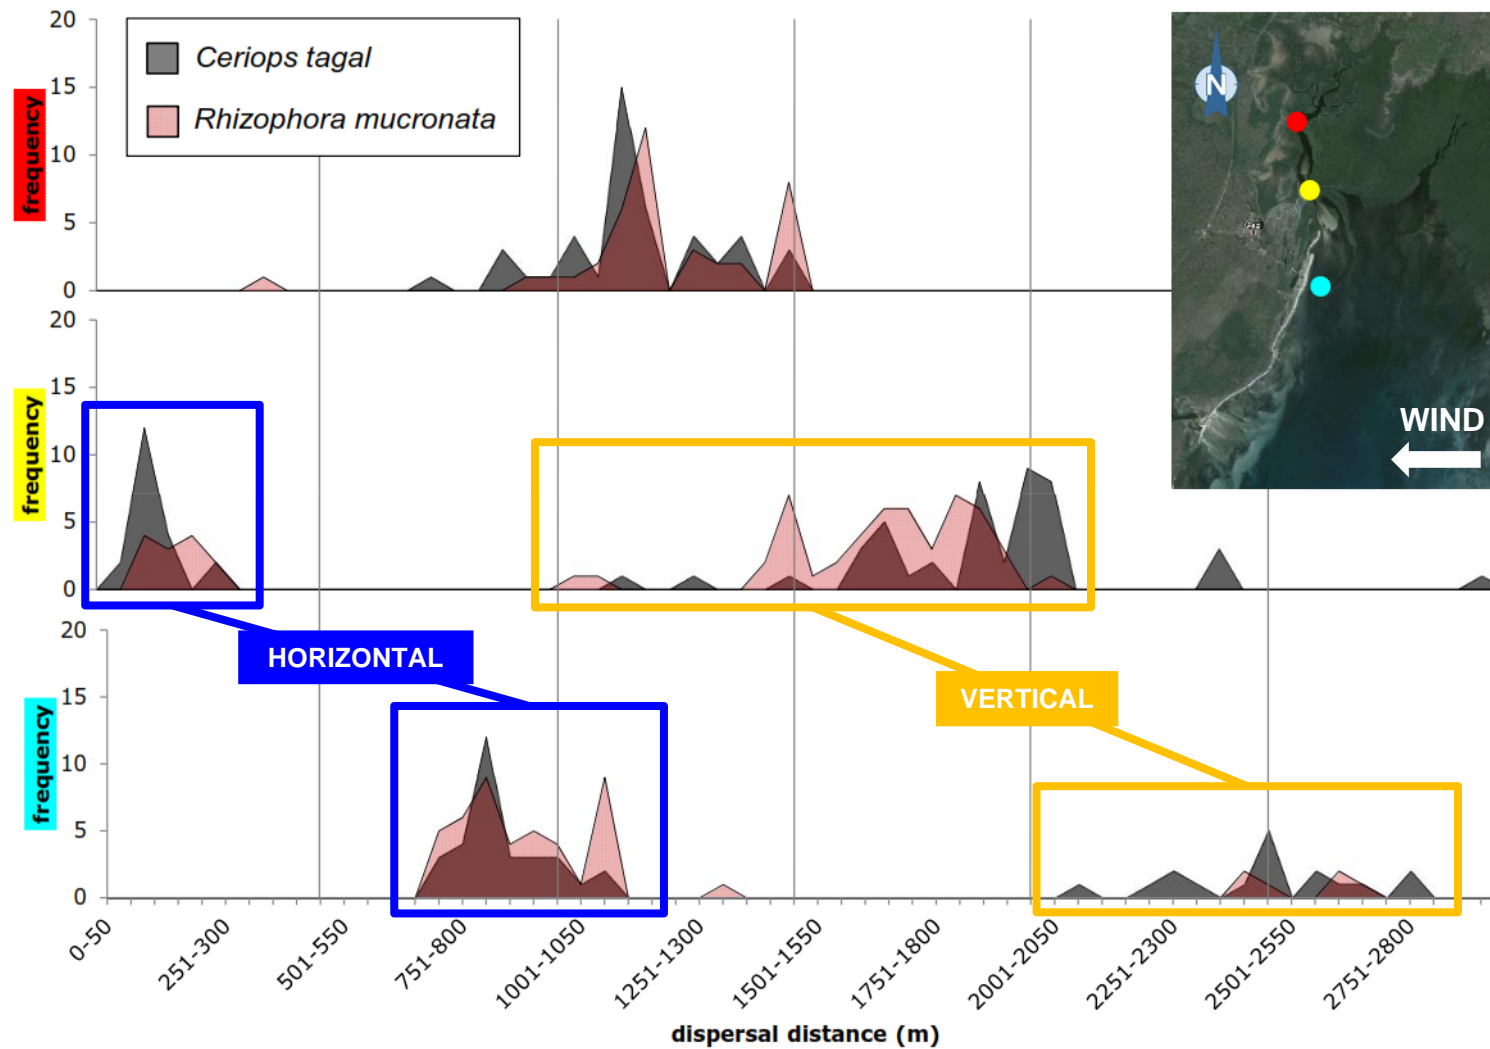 20
15
10
5
0
frequency
Ceriops tagal
Rhizophora mucronata
N
WIND
20
15
10
5
0
frequency
HORIZONTAL
VERTICAL
20
15
10
5
0
frequency
0-50
251-300
501-550
751-800
1001-1050
1251-1300
1501-1550
1751-1800
2001-2050
2251-2300
2501-2550
2751-2800
dispersal distance (m)